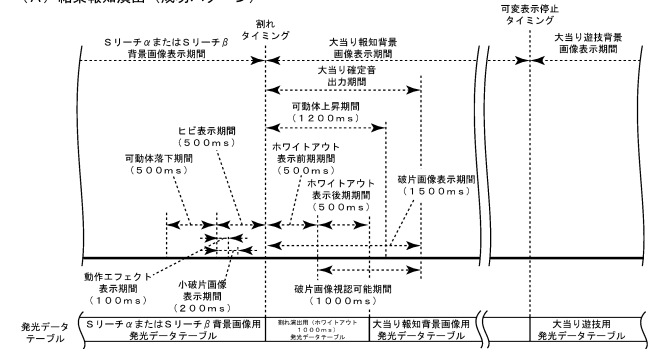 (A) 結果報知演出(成功パターン)
可変表示停止
タイミング
割れ
タイミング
SリーチαまたはSリーチβ
背景画像表示期間
大当り報知背景
画像表示期間
大当り遊技背景
画像表示期間
大当り確定音
出力期間
可動体上昇期間
(1200ms)
ヒビ表示期間
(500ms)
ホワイトアウト
表示前期期間
(500ms)
可動体落下期間
(500ms)
ホワイトアウト
表示後期期間
(500ms)
破片画像表示期間
(1500ms)
動作エフェクト
表示期間
(100ms)
小破片画像
表示期間
(200ms)
破片画像視認可能期間
(1000ms)
発光データ
テーブル
SリーチαまたはSリーチβ背景画像用
発光データテーブル
割れ演出用(ホワイトアウト
1000ms)
発光データテーブル
大当り報知背景画像用
発光データテーブル
大当り遊技用
発光データテーブル